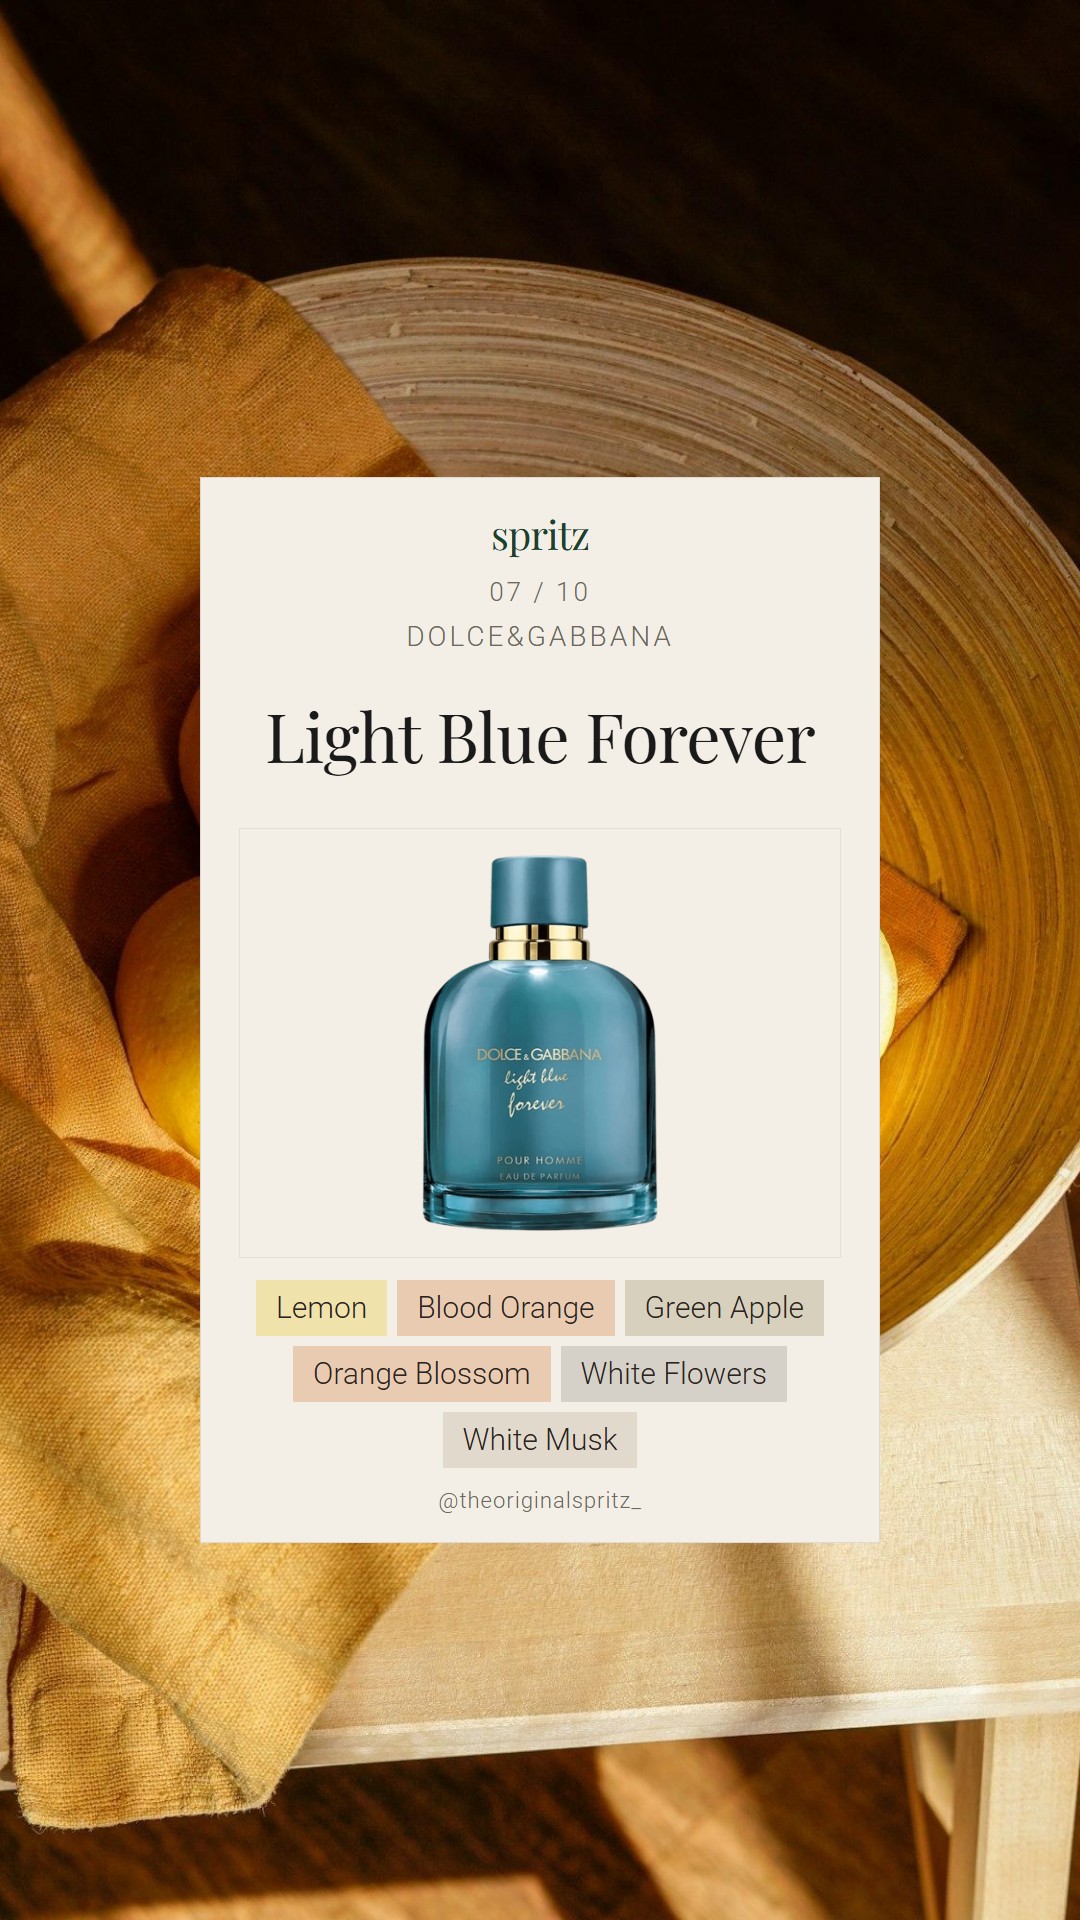 spritz
07 / 10
DOLCE&GABBANA
Light Blue Forever
DOLCE & GABBANA
light blue
forever
POUR HOMME
EAU DE PARFUM
Lemon Blood Orange Green Apple
Orange Blossom White Flowers
White Musk
@theoriginalspritz_